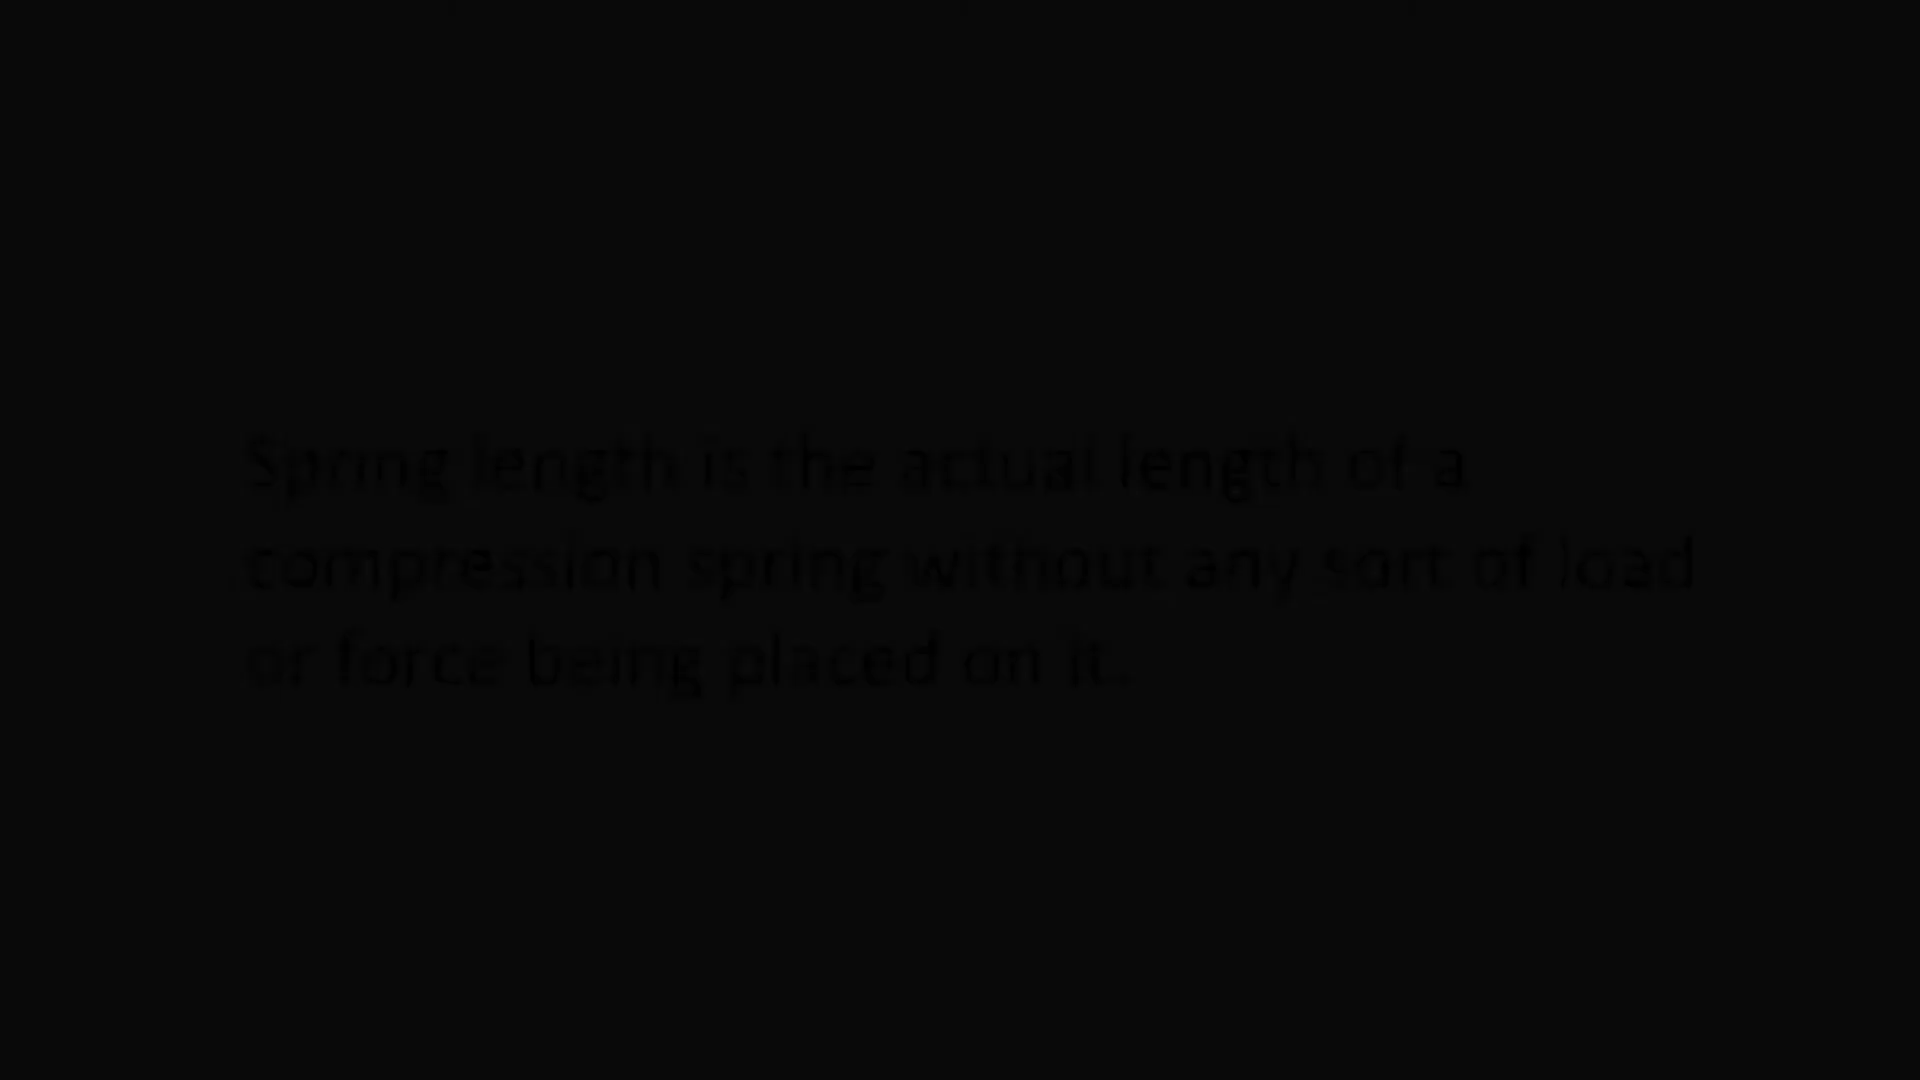 Spring length is the actual length of a
compression spring without any sort of load
or force being placed on it.